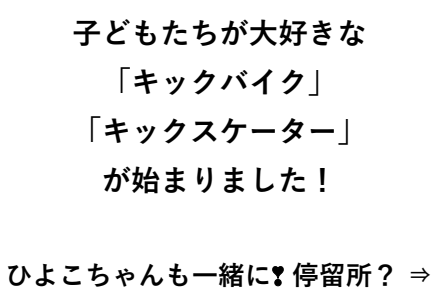 子どもたちが大好きな
「キックバイク」
「キックスケーター」
が始まりました！
ひよこちゃんも一緒に❣停留所？ ⇒